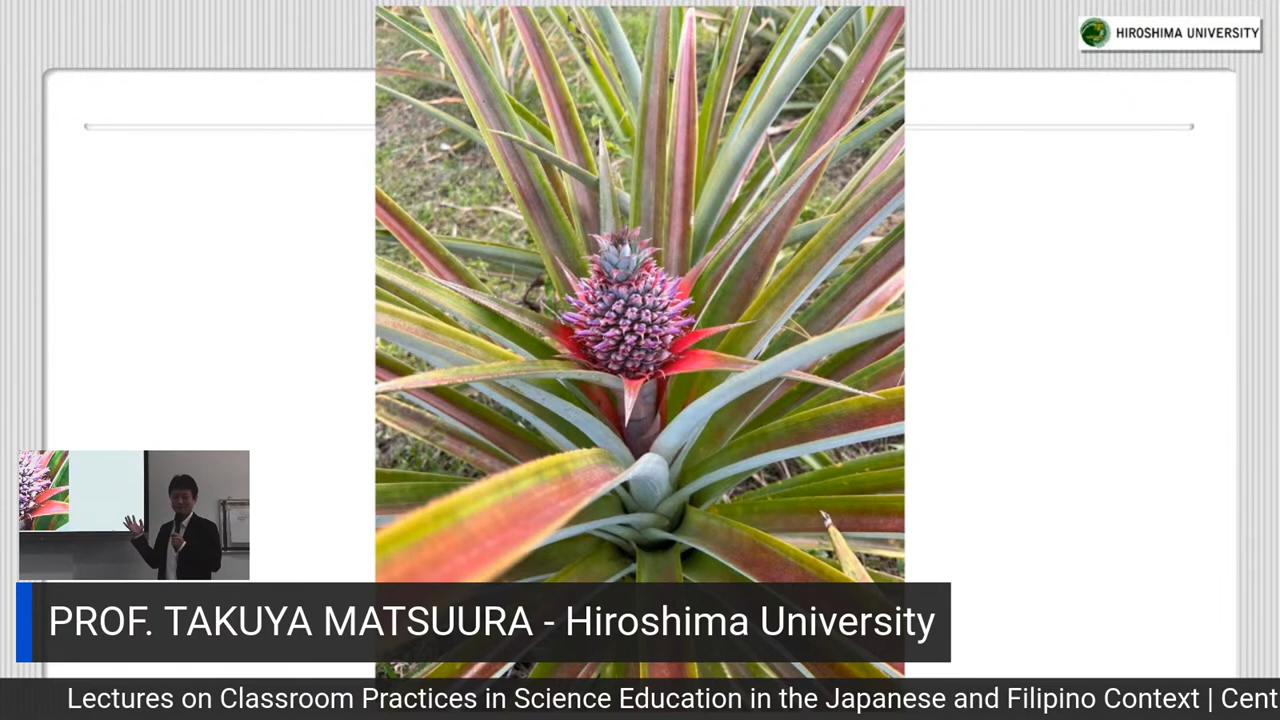 HIROSHIMA UNIVERSITY
PROF. TAKUYA MATSUURA - Hiroshima University
Lectures on Classroom Practices in Science Education in the Japanese and Filipino Context | Cent